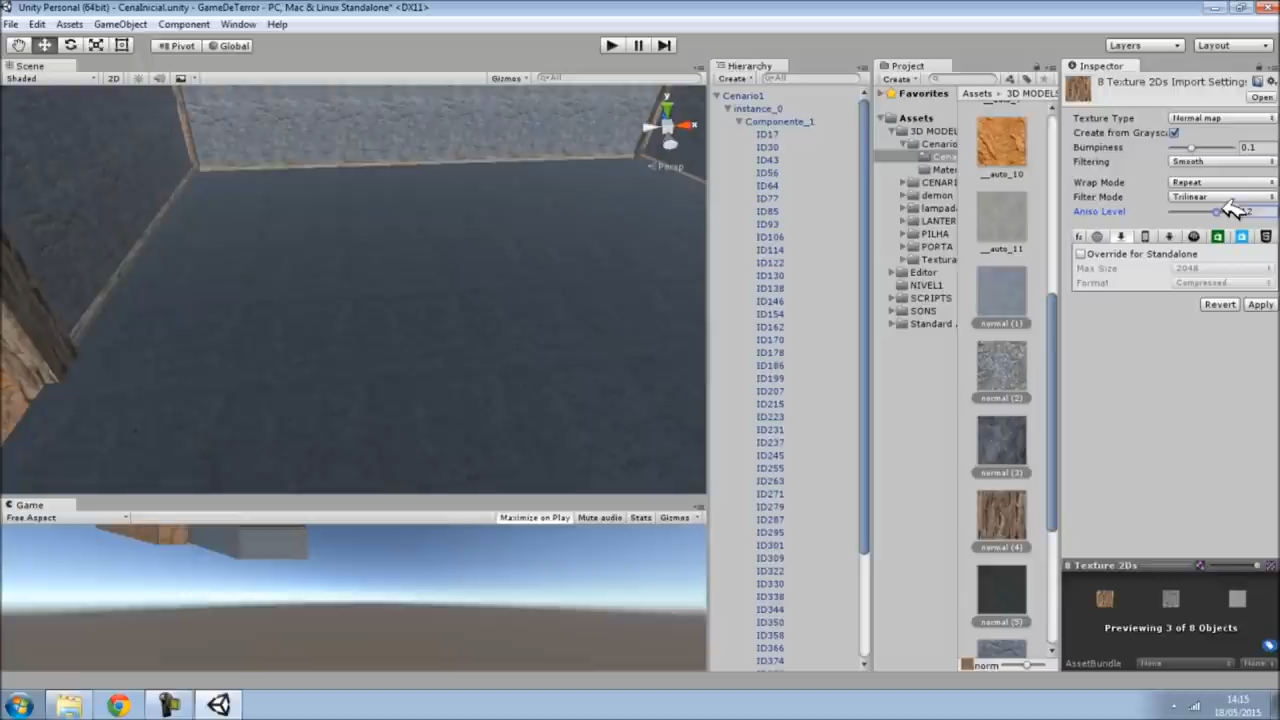 Unity Personal (64bit) - CenaInicial.unity - GameDeTerror - PC, Mac & Linux Standalone* <DX11>
File Edit Assets GameObject Component Window Help
Pivot Global Layers Layout
Scene
Shaded 2D Gizmos All
y
x
Persp
Game
Free Aspect Maximize on Play Mute audio Stats Gizmos
Hierarchy
Create All
Cenario1
instance_0
Componente_1
ID17
ID30
ID43
ID56
ID64
ID77
ID85
ID93
ID106
ID114
ID122
ID130
ID138
ID146
ID154
ID162
ID170
ID178
ID186
ID199
ID207
ID215
ID223
ID231
ID237
ID245
ID255
ID263
ID271
ID279
ID287
ID295
ID301
ID309
ID322
ID330
ID338
ID344
ID350
ID358
ID366
ID374
Project
Create
Favorites
Assets
3D MODEL
Cenario
Cena
Mater
CENARI
demon
lampad
LANTER
PILHA
PORTA
Textura
Editor
NIVEL1
SCRIPTS
SONS
Standard
Assets 3D MODELS
__auto_10
__auto_11
normal (1)
normal (2)
normal (3)
normal (4)
normal (5)
norm
Inspector
8 Texture 2Ds Import Settings
Open
Texture Type Normal map
Create from Graysca
Bumpiness 0.1
Filtering Smooth
Wrap Mode Repeat
Filter Mode Trilinear
Aniso Level
Override for Standalone
Max Size 2048
Format Compressed
Revert Apply
8 Texture 2Ds
Previewing 3 of 8 Objects
AssetBundle None None
14:15
18/05/2015